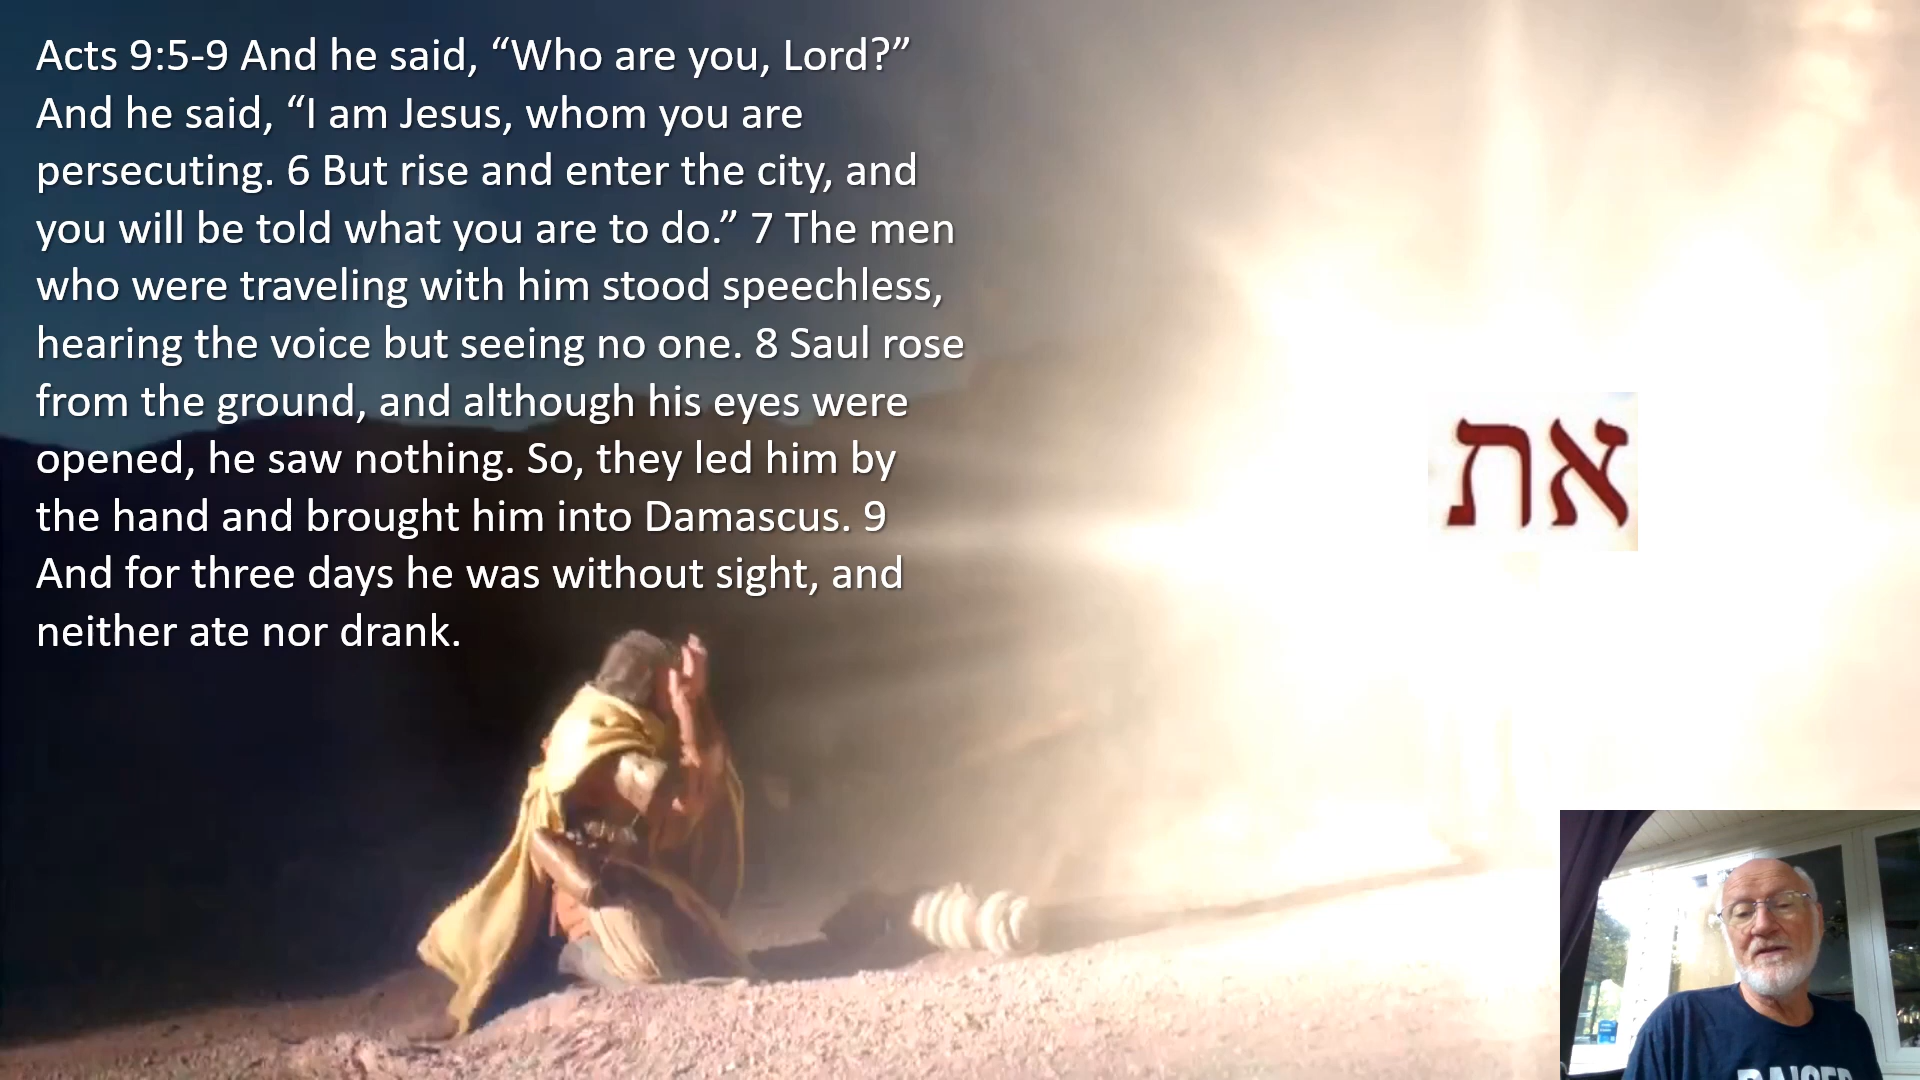 Acts 9:5-9 And he said, “Who are you, Lord?”
And he said, “I am Jesus, whom you are
persecuting. 6 But rise and enter the city, and
you will be told what you are to do.” 7 The men
who were traveling with him stood speechless,
hearing the voice but seeing no one. 8 Saul rose
from the ground, and although his eyes were
opened, he saw nothing. So, they led him by
the hand and brought him into Damascus. 9
And for three days he was without sight, and
neither ate nor drank.
את